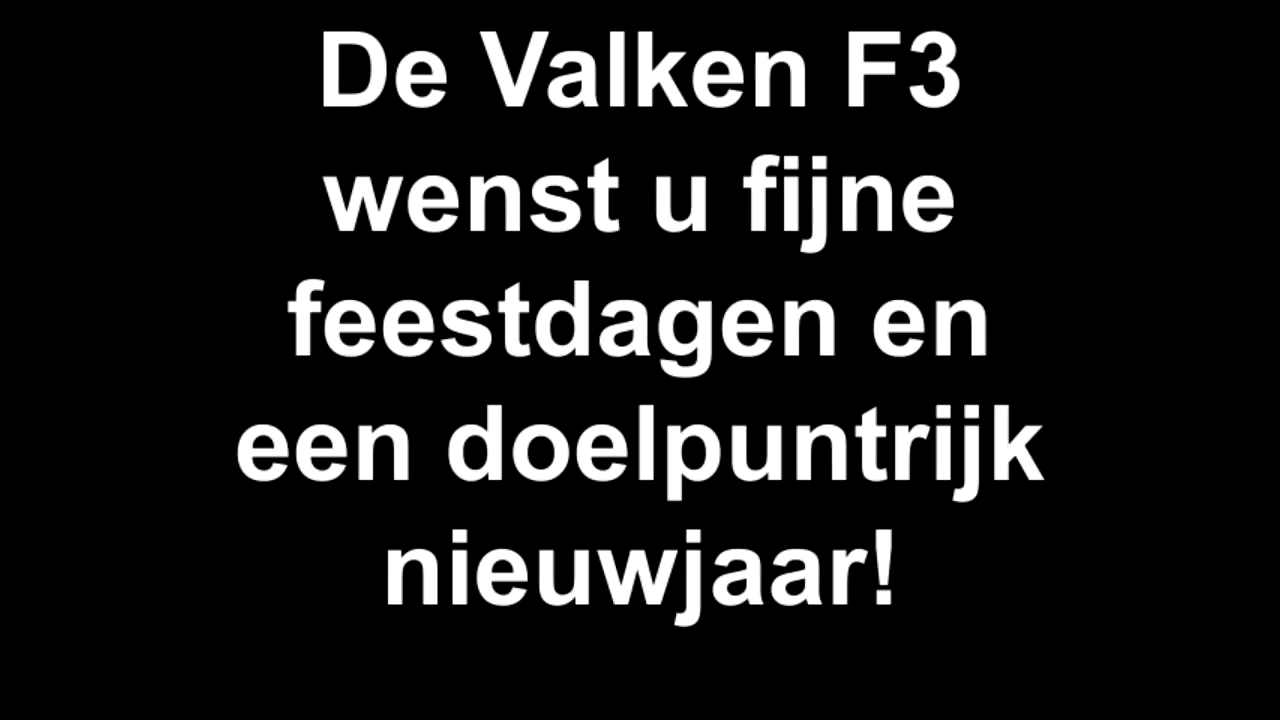 De Valken F3
wenst u fijne
feestdagen en
een doelpuntrijk
nieuwjaar!